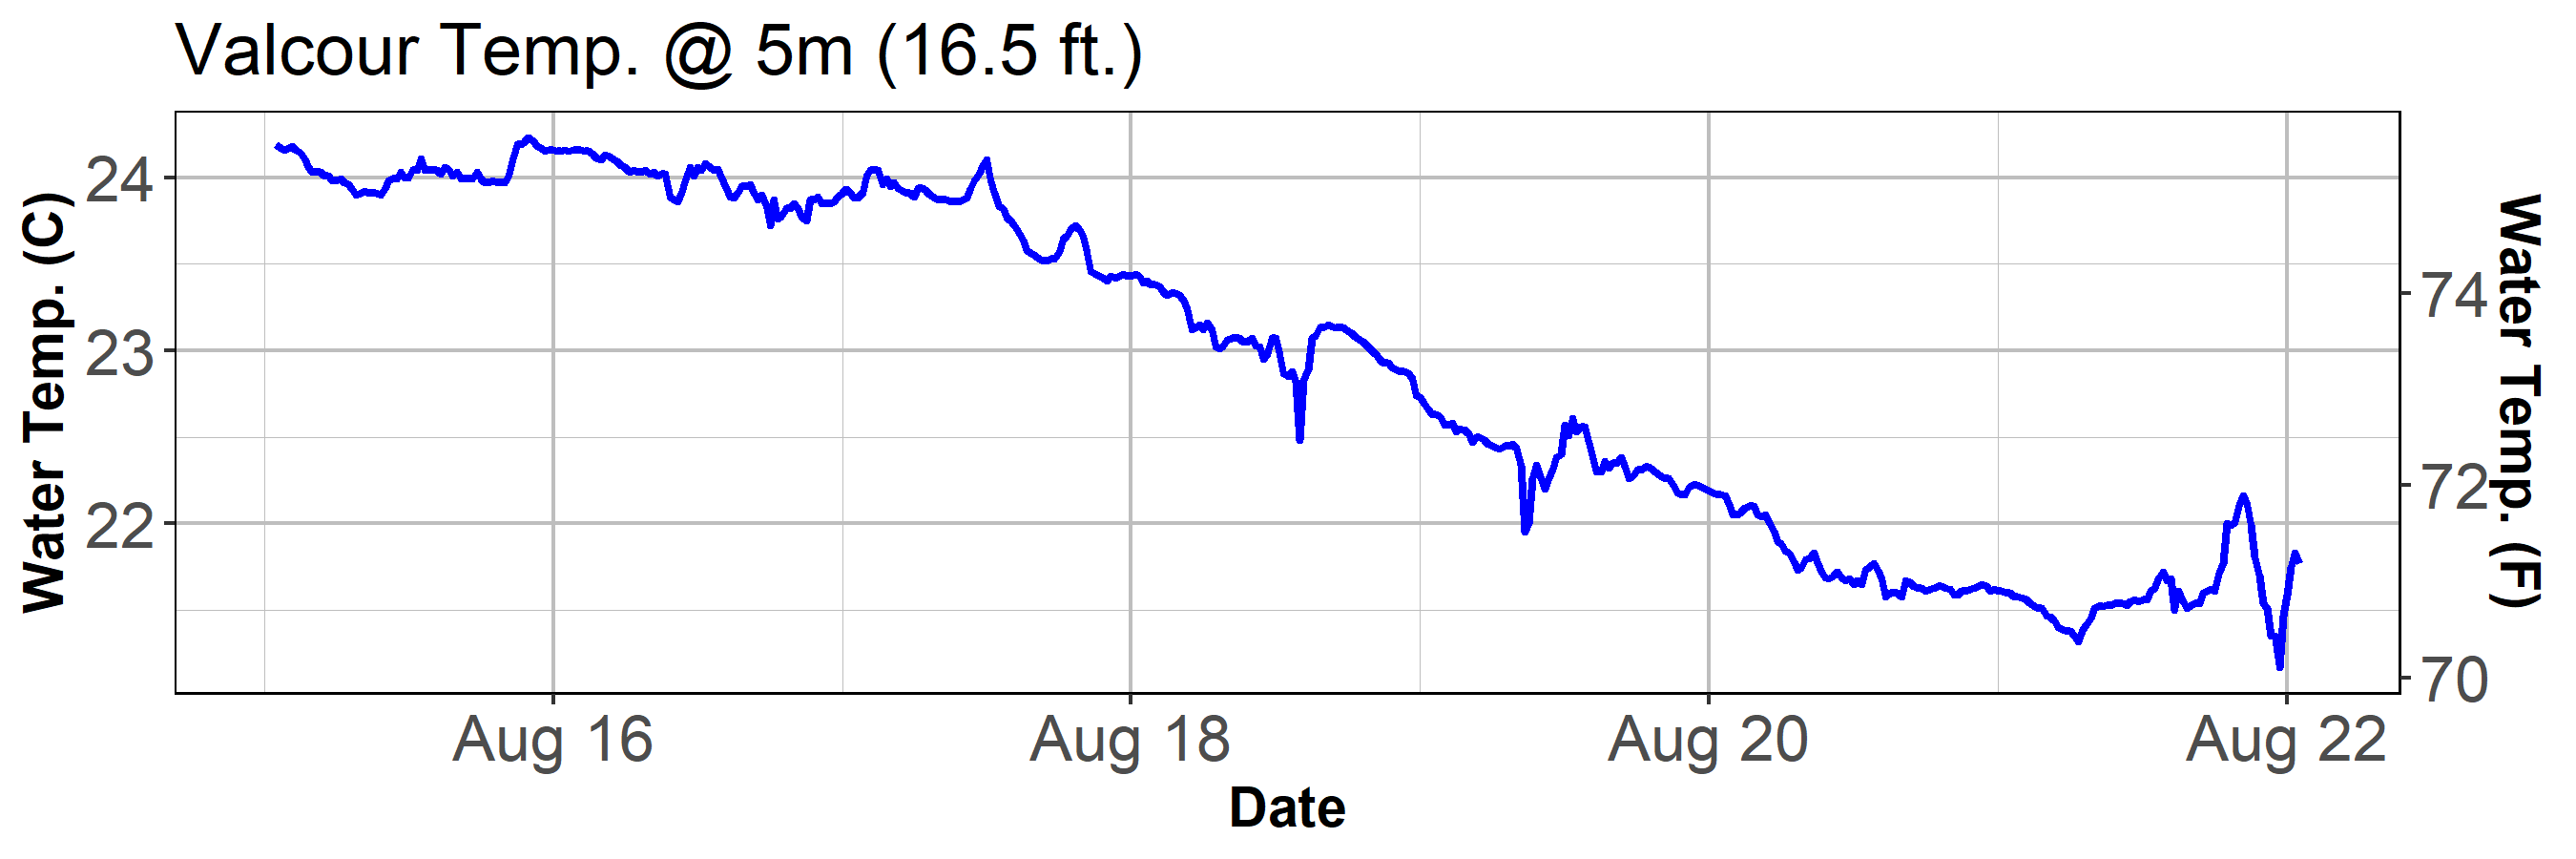 Valcour Temp. @ 5m (16.5 ft.)
Water Temp. (C)
24
23
22
74
72
70
Water Temp. (F)
Aug 16
Aug 18
Aug 20
Aug 22
Date